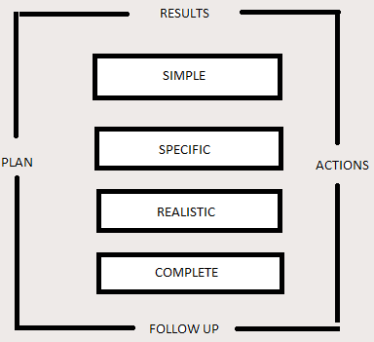 RESULTS
SIMPLE
SPECIFIC
PLAN
ACTIONS
REALISTIC
COMPLETE
FOLLOW UP